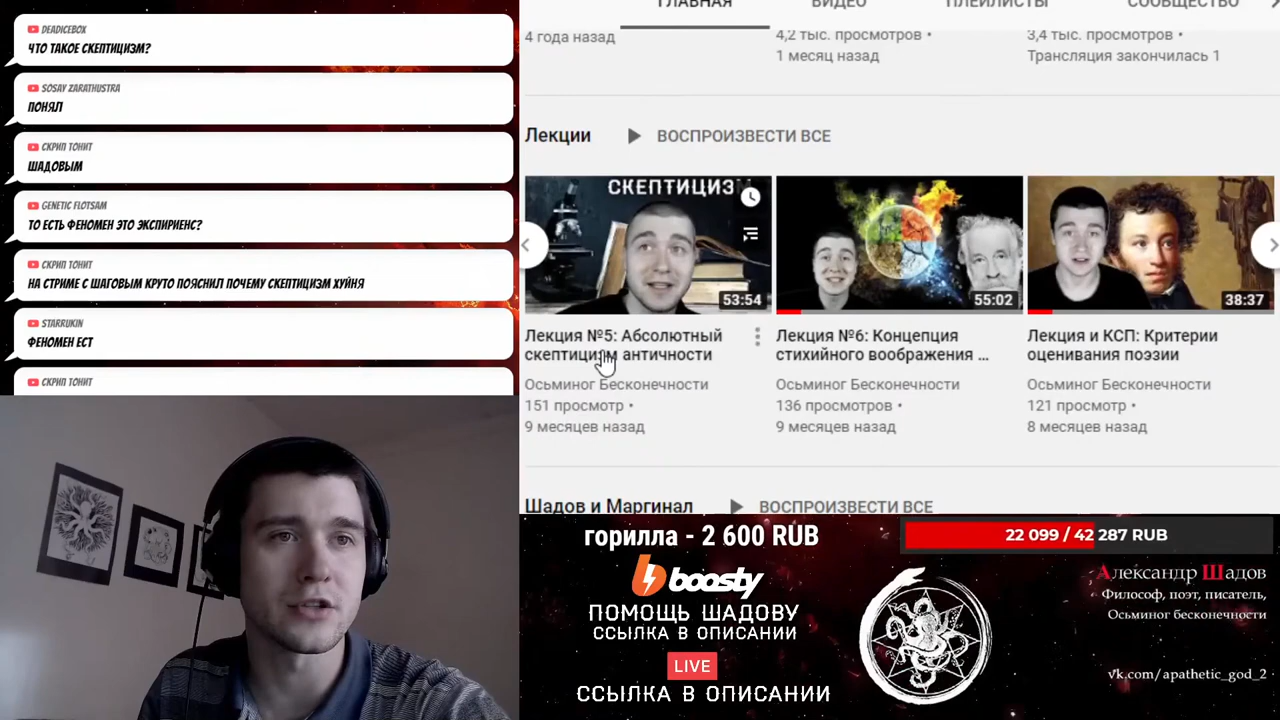 DEADICEBOX
ЧТО ТАКОЕ СКЕПТИЦИЗМ?
SOSAY ZARATHUSTRA
ПОНЯЛ
СКРИП ТОНИТ
ШАДОВЫМ
GENETIC FLOTSAM
ТО ЕСТЬ ФЕНОМЕН ЭТО ЭКСПИРИЕНС?
СКРИП ТОНИТ
НА СТРИМЕ С ШАГОВЫМ КРУТО ПОЯСНИЛ ПОЧЕМУ СКЕПТИЦИЗМ ХУЙНЯ
STARRUKIN
ФЕНОМЕН ЕСТ
СКРИП ТОНИТ
ГЛАВНАЯ
ВИДЕО
ПЛЕЙЛИСТЫ
СООБЩЕСТВО
4 года назад
4,2 тыс. просмотров •
1 месяц назад
3,4 тыс. просмотров •
Трансляция закончилась 1
Лекции
ВОСПРОИЗВЕСТИ ВСЕ
СКЕПТИЦИЗМ
53:54
55:02
38:37
Лекция №5: Абсолютный
скептицизм античности
Осьминог Бесконечности
151 просмотр •
9 месяцев назад
Лекция №6: Концепция
стихийного воображения ...
Осьминог Бесконечности
136 просмотров •
9 месяцев назад
Лекция и КСП: Критерии
оценивания поэзии
Осьминог Бесконечности
121 просмотр •
8 месяцев назад
Шадов и Маргинал
ВОСПРОИЗВЕСТИ ВСЕ
горилла - 2 600 RUB
boosty
ПОМОЩЬ ШАДОВУ
ССЫЛКА В ОПИСАНИИ
LIVE
ССЫЛКА В ОПИСАНИИ
22 099 / 42 287 RUB
Александр Шадов
Философ, поэт, писатель,
Осьминог бесконечности
vk.com/apathetic_god_2